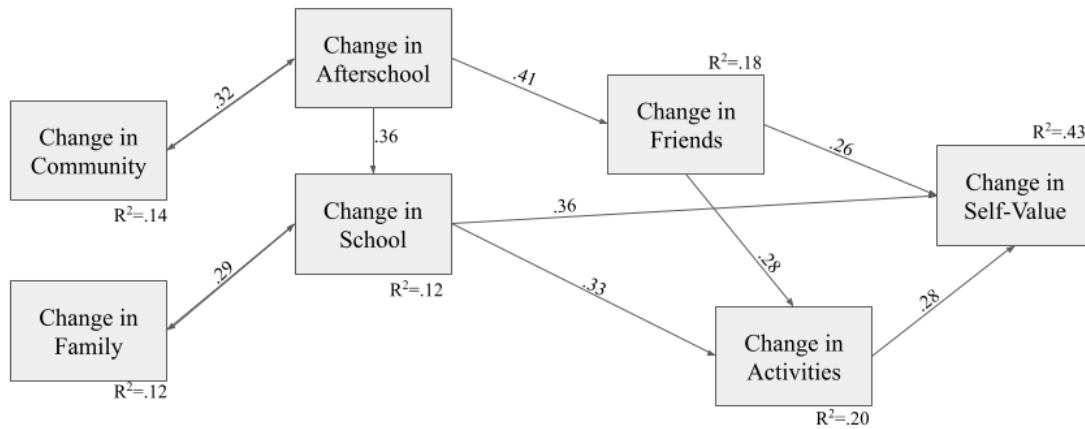 Change in
Afterschool
.32
.41
R²=.18
Change in
Friends
Change in
Community
R²=.14
.36
.26
R²=.43
Change in
Self-Value
Change in
School
R²=.12
.36
.29
.33
.28
.28
Change in
Family
R²=.12
Change in
Activities
R²=.20